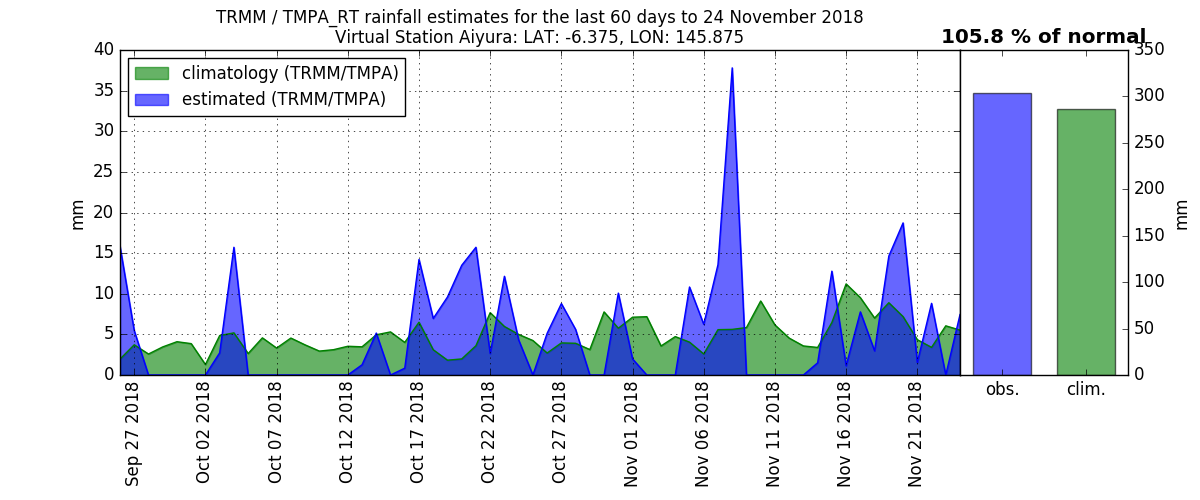 TRMM / TMPA_RT rainfall estimates for the last 60 days to 24 November 2018
Virtual Station Aiyura: LAT: -6.375, LON: 145.875
105.8 % of normal
climatology (TRMM/TMPA)
estimated (TRMM/TMPA)
40
35
30
25
20
15
10
5
0
mm
Sep 27 2018
Oct 02 2018
Oct 07 2018
Oct 12 2018
Oct 17 2018
Oct 22 2018
Oct 27 2018
Nov 01 2018
Nov 06 2018
Nov 11 2018
Nov 16 2018
Nov 21 2018
350
300
250
200
150
100
50
0
mm
obs.
clim.